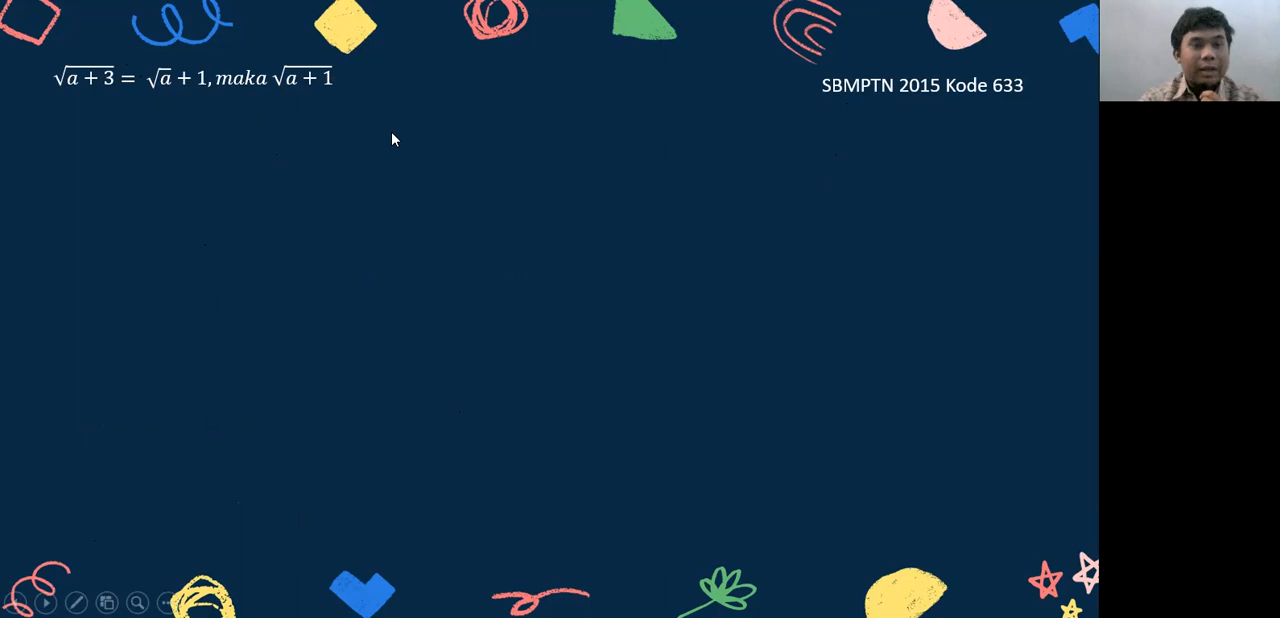 √(a + 3) = √a + 1, maka √(a + 1)
SBMPTN 2015 Kode 633